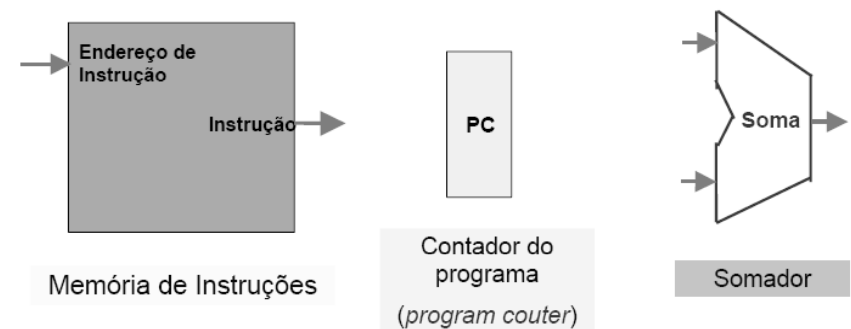 Endereço de
Instrução
Instrução
Memória de Instruções
PC
Contador do
programa
(program couter)
Soma
Somador